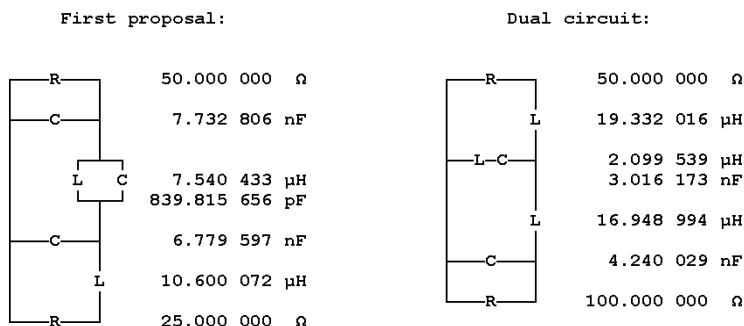 First proposal:
R 50.000 000 Ω
C 7.732 806 nF
L C 7.540 433 µH
839.815 656 pF
C 6.779 597 nF
L 10.600 072 µH
R 25.000 000 Ω
Dual circuit:
R 50.000 000 Ω
L 19.332 016 µH
L C 2.099 539 µH
3.016 173 nF
L 16.948 994 µH
C 4.240 029 nF
R 100.000 000 Ω